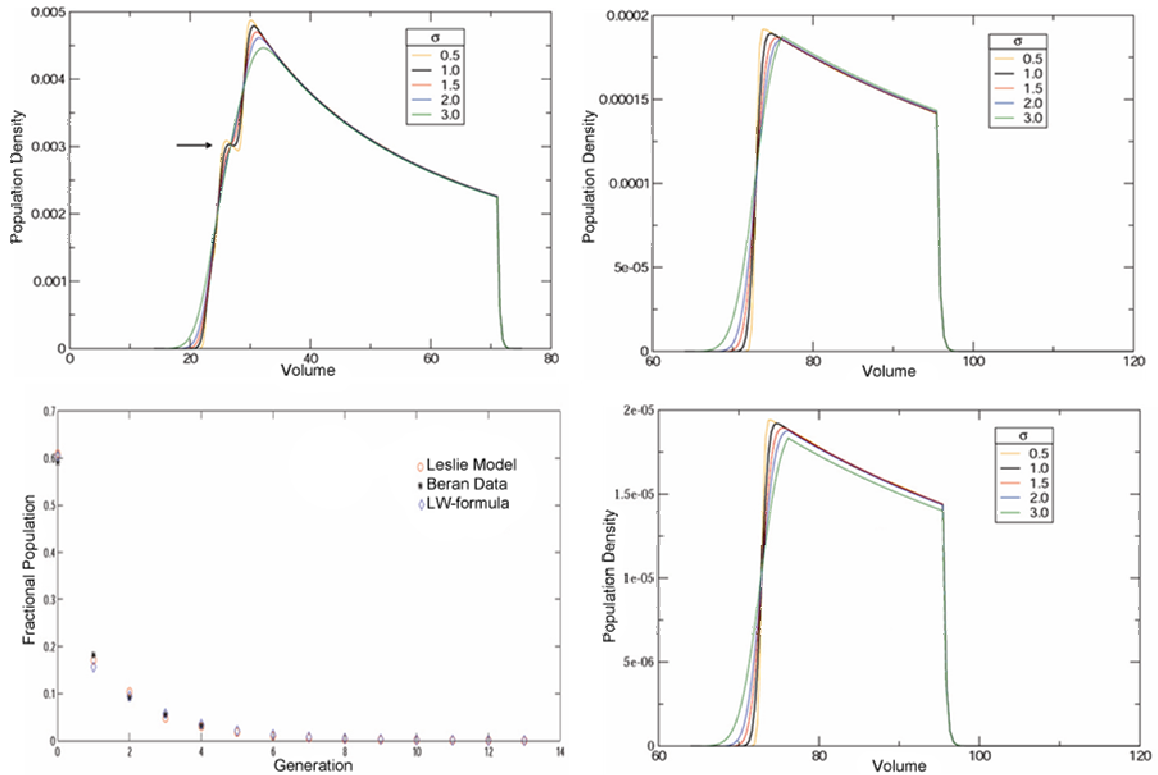 0.005
0.004
0.003
0.002
0.001
0
Population Density
0 20 40 60 80
Volume
σ
0.5
1.0
1.5
2.0
3.0
0.0002
0.00015
0.0001
5e-05
0
Population Density
60 80 100 120
Volume
σ
0.5
1.0
1.5
2.0
3.0
0.7
0.6
0.5
0.4
0.3
0.2
0.1
0
Fractional Population
0 2 4 6 8 10 12 14
Generation
Leslie Model
Beran Data
LW-formula
2e-05
1.5e-05
1e-05
5e-06
0
Population Density
60 80 100 120
Volume
σ
0.5
1.0
1.5
2.0
3.0